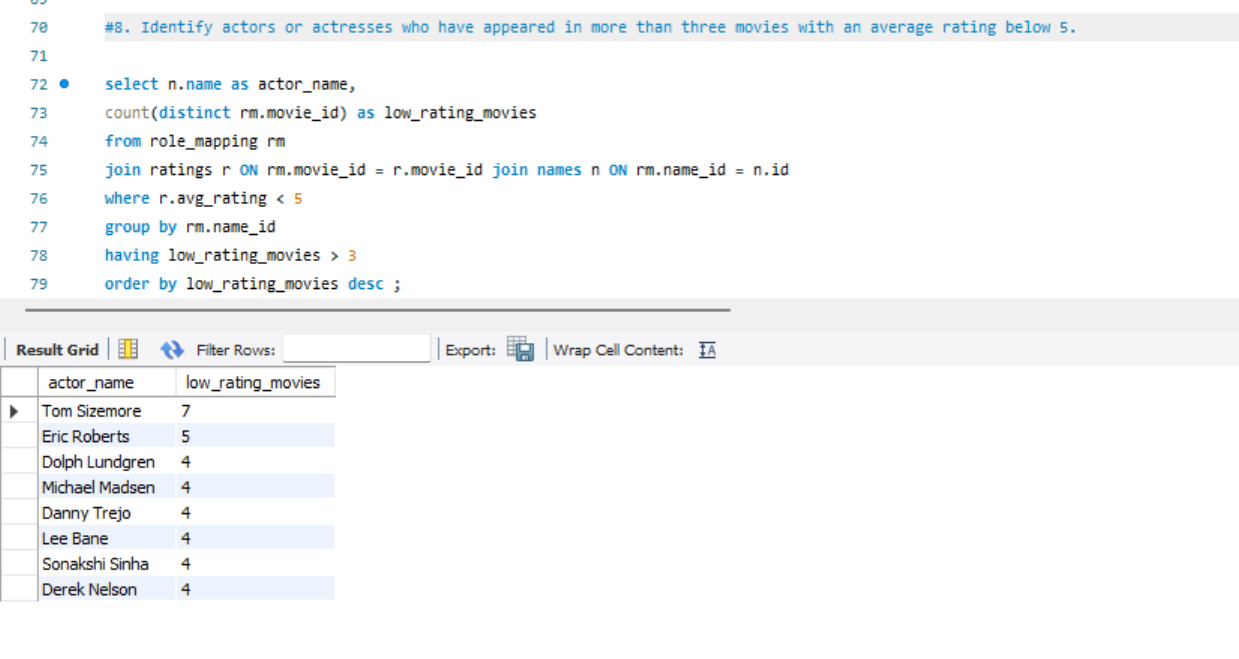 69
70 #8. Identify actors or actresses who have appeared in more than three movies with an average rating below 5.
71
72 select n.name as actor_name,
73 count(distinct rm.movie_id) as low_rating_movies
74 from role_mapping rm
75 join ratings r ON rm.movie_id = r.movie_id join names n ON rm.name_id = n.id
76 where r.avg_rating < 5
77 group by rm.name_id
78 having low_rating_movies > 3
79 order by low_rating_movies desc ;
Result Grid Filter Rows: Export: Wrap Cell Content: IA
actor_name low_rating_movies
Tom Sizemore 7
Eric Roberts 5
Dolph Lundgren 4
Michael Madsen 4
Danny Trejo 4
Lee Bane 4
Sonakshi Sinha 4
Derek Nelson 4